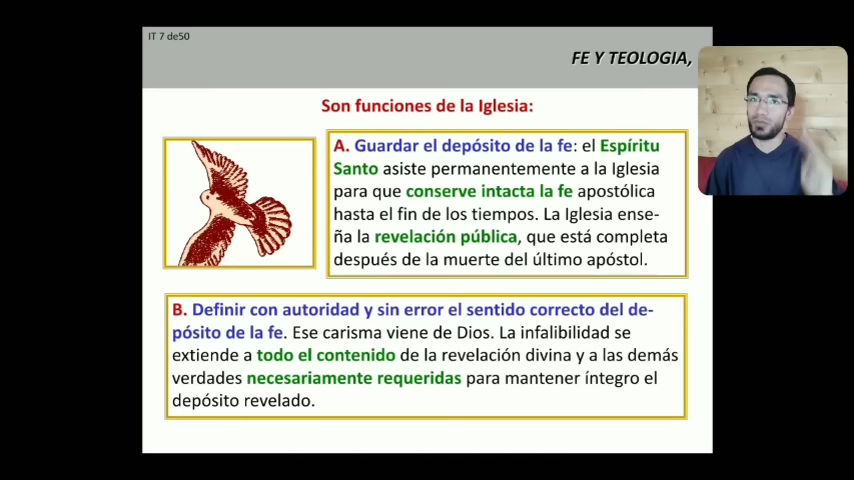 IT 7 de50
FE Y TEOLOGIA,
Son funciones de la Iglesia:
A. Guardar el depósito de la fe: el Espíritu
Santo asiste permanentemente a la Iglesia
para que conserve intacta la fe apostólica
hasta el fin de los tiempos. La Iglesia ense-
ña la revelación pública, que está completa
después de la muerte del último apóstol.
B. Definir con autoridad y sin error el sentido correcto del de-
pósito de la fe. Ese carisma viene de Dios. La infalibilidad se
extiende a todo el contenido de la revelación divina y a las demás
verdades necesariamente requeridas para mantener íntegro el
depósito revelado.